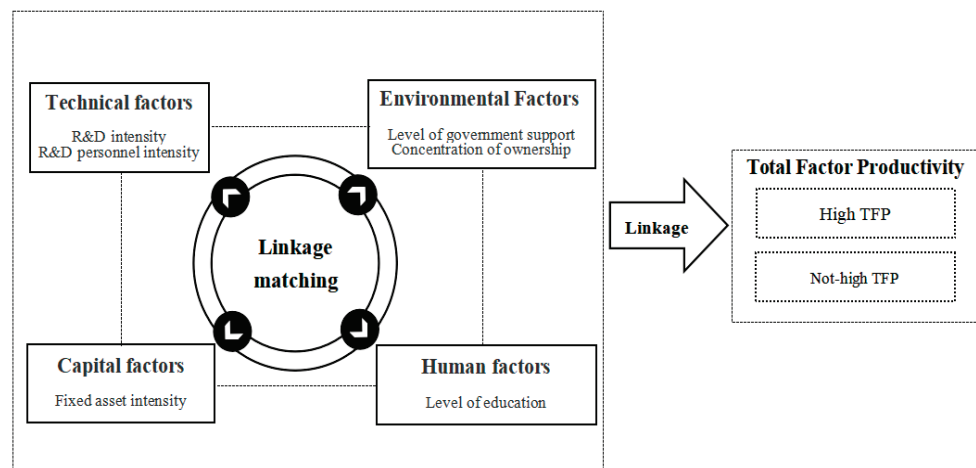 Technical factors
R&D intensity
R&D personnel intensity
Environmental Factors
Level of government support
Concentration of ownership
Linkage
matching
Capital factors
Fixed asset intensity
Human factors
Level of education
Linkage
Total Factor Productivity
High TFP
Not-high TFP